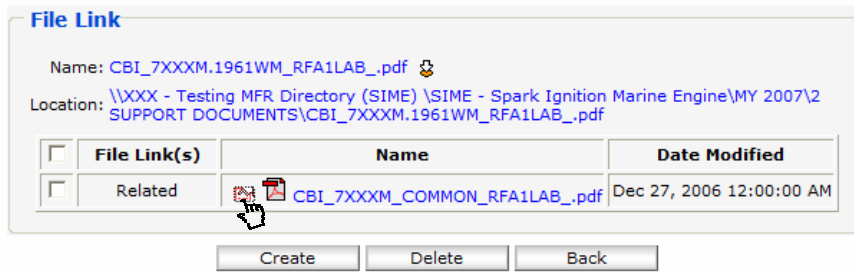 File Link
Name: CBI_7XXXM.1961WM_RFA1LAB_.pdf
Location: \\XXX - Testing MFR Directory (SIME) \SIME - Spark Ignition Marine Engine\MY 2007\2
SUPPORT DOCUMENTS\CBI_7XXXM.1961WM_RFA1LAB_.pdf
File Link(s) Name Date Modified
Related CBI_7XXXM_COMMON_RFA1LAB_.pdf Dec 27, 2006 12:00:00 AM
Create Delete Back